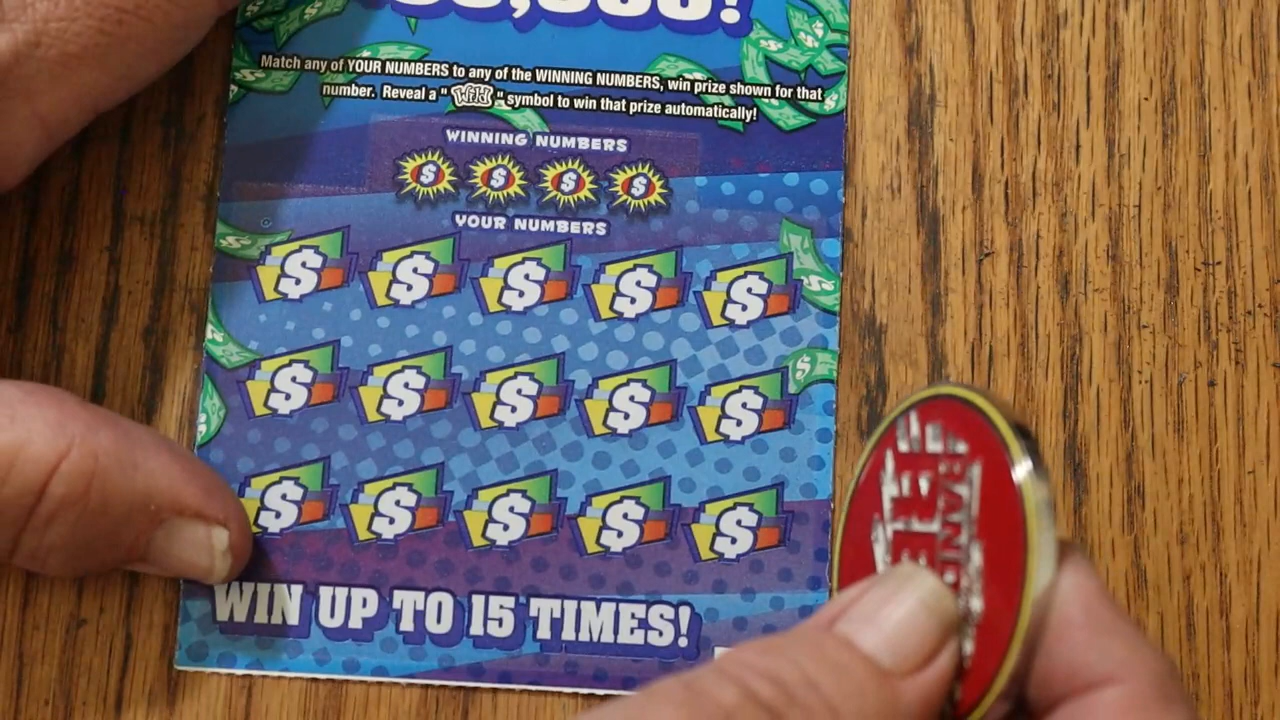 Match any of YOUR NUMBERS to any of the WINNING NUMBERS, win prize shown for that
number. Reveal a "Wild" symbol to win that prize automatically!
WINNING NUMBERS
$ $ $ $
YOUR NUMBERS
$ $ $ $ $
$ $ $ $ $
$ $ $ $ $
WIN UP TO 15 TIMES!